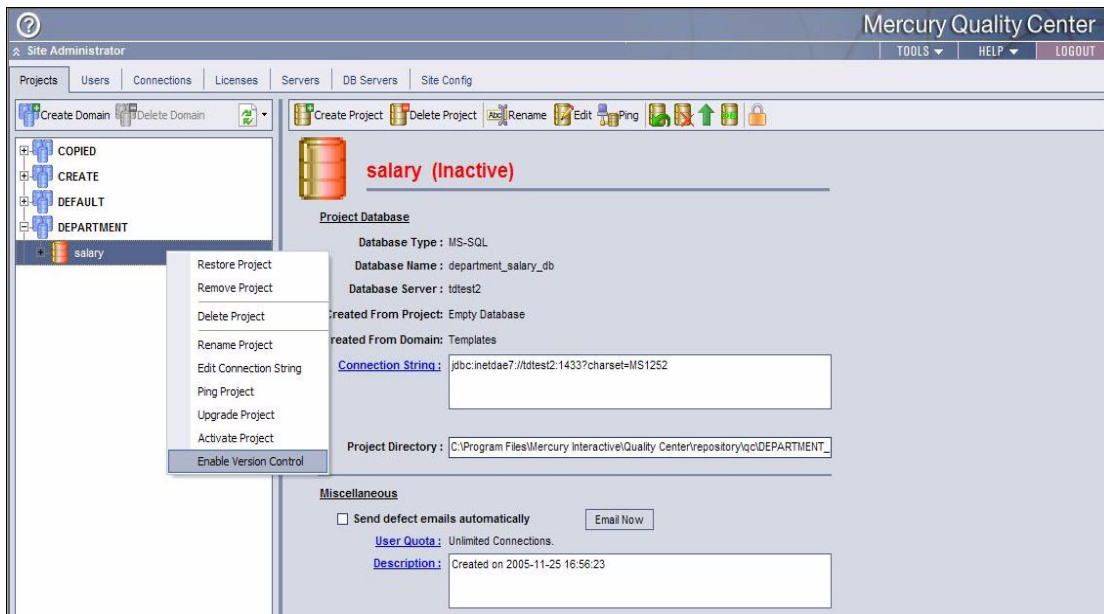 Mercury Quality Center
Site Administrator
TOOLS HELP LOGOUT
Projects Users Connections Licenses Servers DB Servers Site Config
Create Domain Delete Domain
Create Project Delete Project Abc Rename Edit Ping
COPIED
CREATE
DEFAULT
DEPARTMENT
salary
Restore Project
Remove Project
Delete Project
Rename Project
Edit Connection String
Ping Project
Upgrade Project
Activate Project
Enable Version Control
salary (Inactive)
Project Database
Database Type : MS-SQL
Database Name : department_salary_db
Database Server : tdtest2
Created From Project: Empty Database
reated From Domain: Templates
Connection String : jdbc:inetdae7://tdtest2:1433?charset=MS1252
Project Directory : C:\Program Files\Mercury Interactive\Quality Center\repository\qc\DEPARTMENT_
Miscellaneous
Send defect emails automatically Email Now
User Quota : Unlimited Connections.
Description : Created on 2005-11-25 16:56:23